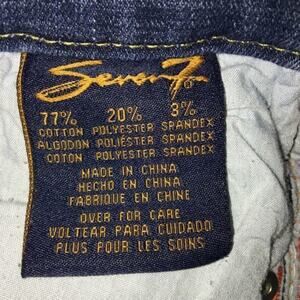 Seven7®
77% 20% 3%
COTTON POLYESTER SPANDEX
ALGODON POLIÉSTER SPANDEX
COTON POLYESTER SPANDEX
MADE IN CHINA
HECHO EN CHINA
FABRIQUE EN CHINE
OVER FOR CARE
VOLTEAR PARA CUIDADO
PLUS POUR LES SOINS